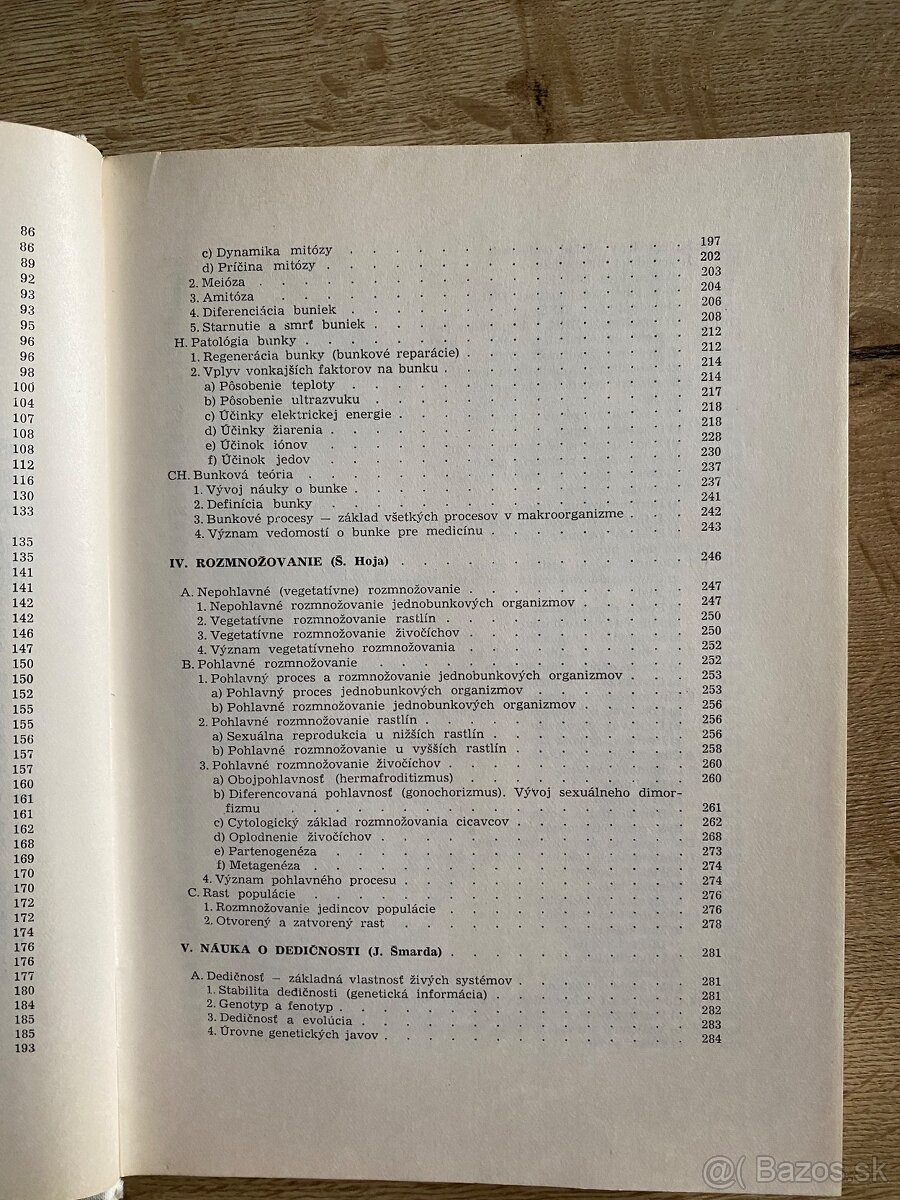 86
86
89
92
93
93
95
96
96
98
100
104
107
108
108
112
116
130
133
135
135
141
141
142
142
146
147
150
150
152
155
155
156
157
157
160
161
161
162
168
169
170
170
172
172
174
176
176
177
180
184
185
185
193
c) Dynamika mitózy . . . . . . . . . . . . 197
d) Príčina mitózy . . . . . . . . . . . . 202
2. Meióza . . . . . . . . . . . . 203
3. Amitóza . . . . . . . . . . . . 204
4. Diferenciácia buniek . . . . . . . . . . . . 206
5. Starnutie a smrť buniek . . . . . . . . . . . . 208
H. Patológia bunky . . . . . . . . . . . . 212
1. Regenerácia bunky (bunkové reparácie) . . . . . . . . 212
2. Vplyv vonkajších faktorov na bunku . . . . . . . . 214
a) Pôsobenie teploty . . . . . . . . . . . . 214
b) Pôsobenie ultrazvuku . . . . . . . . . . . . 217
c) Účinky elektrickej energie . . . . . . . . . . 218
d) Účinky žiarenia . . . . . . . . . . . . 218
e) Účinok iónov . . . . . . . . . . . . 228
f) Účinok jedov . . . . . . . . . . . . 230
CH. Bunková teória . . . . . . . . . . . . 237
1. Vývoj náuky o bunke . . . . . . . . . . . . 237
2. Definícia bunky . . . . . . . . . . . . 241
3. Bunkové procesy — základ všetkých procesov v makroorganizme . . . 242
4. Význam vedomostí o bunke pre medicínu . . . . . . . 243
IV. ROZMNOŽOVANIE (Š. Hoja) . . . . . . . . . . 246
A. Nepohlavné (vegetatívne) rozmnožovanie . . . . . . . . 247
1. Nepohlavné rozmnožovanie jednobunkových organizmov . . . . 247
2. Vegetatívne rozmnožovanie rastlín . . . . . . . . 250
3. Vegetatívne rozmnožovanie živočíchov . . . . . . . . 250
4. Význam vegetatívneho rozmnožovania . . . . . . . . 252
B. Pohlavné rozmnožovanie . . . . . . . . . . 252
1. Pohlavný proces a rozmnožovanie jednobunkových organizmov . . . 253
a) Pohlavný proces jednobunkových organizmov . . . . . . 253
b) Pohlavné rozmnožovanie jednobunkových organizmov . . . . 256
2. Pohlavné rozmnožovanie rastlín . . . . . . . . . 256
a) Sexuálna reprodukcia u nižších rastlín . . . . . . . 256
b) Pohlavné rozmnožovanie u vyšších rastlín . . . . . . 258
3. Pohlavné rozmnožovanie živočíchov . . . . . . . . 260
a) Obojpohlavnosť (hermafroditizmus) . . . . . . . . 260
b) Diferencovaná pohlavnosť (gonochorizmus). Vývoj sexuálneho dimor-
fizmu . . . . . . . . . . . . 261
c) Cytologický základ rozmnožovania cicavcov . . . . . . 262
d) Oplodnenie živočíchov . . . . . . . . . . 268
e) Partenogenéza . . . . . . . . . . . . 273
f) Metagenéza . . . . . . . . . . . . 274
4. Význam pohlavného procesu . . . . . . . . . . 274
C. Rast populácie . . . . . . . . . . . . 276
1. Rozmnožovanie jedincov populácie . . . . . . . . 276
2. Otvorený a zatvorený rast . . . . . . . . . . 278
V. NÁUKA O DEDIČNOSTI (J. Šmarda) . . . . . . . . 281
A. Dedičnosť — základná vlastnosť živých systémov . . . . . . 281
1. Stabilita dedičnosti (genetická informácia) . . . . . . . 281
2. Genotyp a fenotyp . . . . . . . . . . . . 282
3. Dedičnosť a evolúcia . . . . . . . . . . . . 283
4. Úrovne genetických javov . . . . . . . . . . 284
@( Bazos.sk